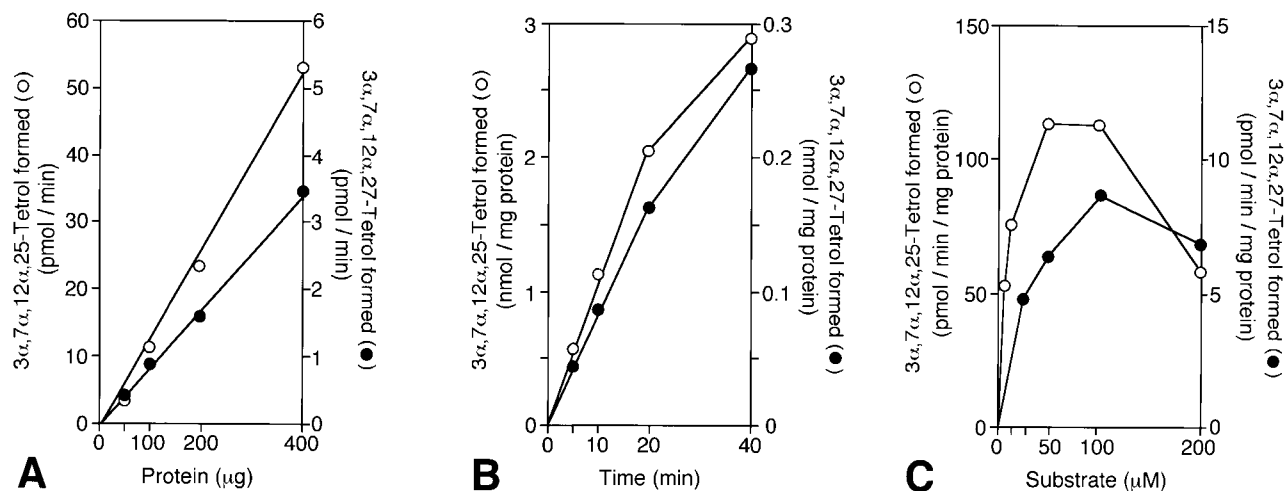 3α,7α,12α,25-Tetrol formed (○)
(pmol / min)
60
50
40
30
20
10
0
6
5
4
3
2
1
0
3α,7α,12α,27-Tetrol formed (●)
(pmol / min)
0
100
200
400
Protein (μg)
A
3α,7α,12α,25-Tetrol formed (○)
(nmol / mg protein)
3
2
1
0
0.3
0.2
0.1
0
3α,7α,12α,27-Tetrol formed (●)
(nmol / mg protein)
0
10
20
40
Time (min)
B
3α,7α,12α,25-Tetrol formed (○)
(pmol / min / mg protein)
150
100
50
0
15
10
5
0
3α,7α,12α,27-Tetrol formed (●)
(pmol / min / mg protein)
0
50
100
200
Substrate (μM)
C